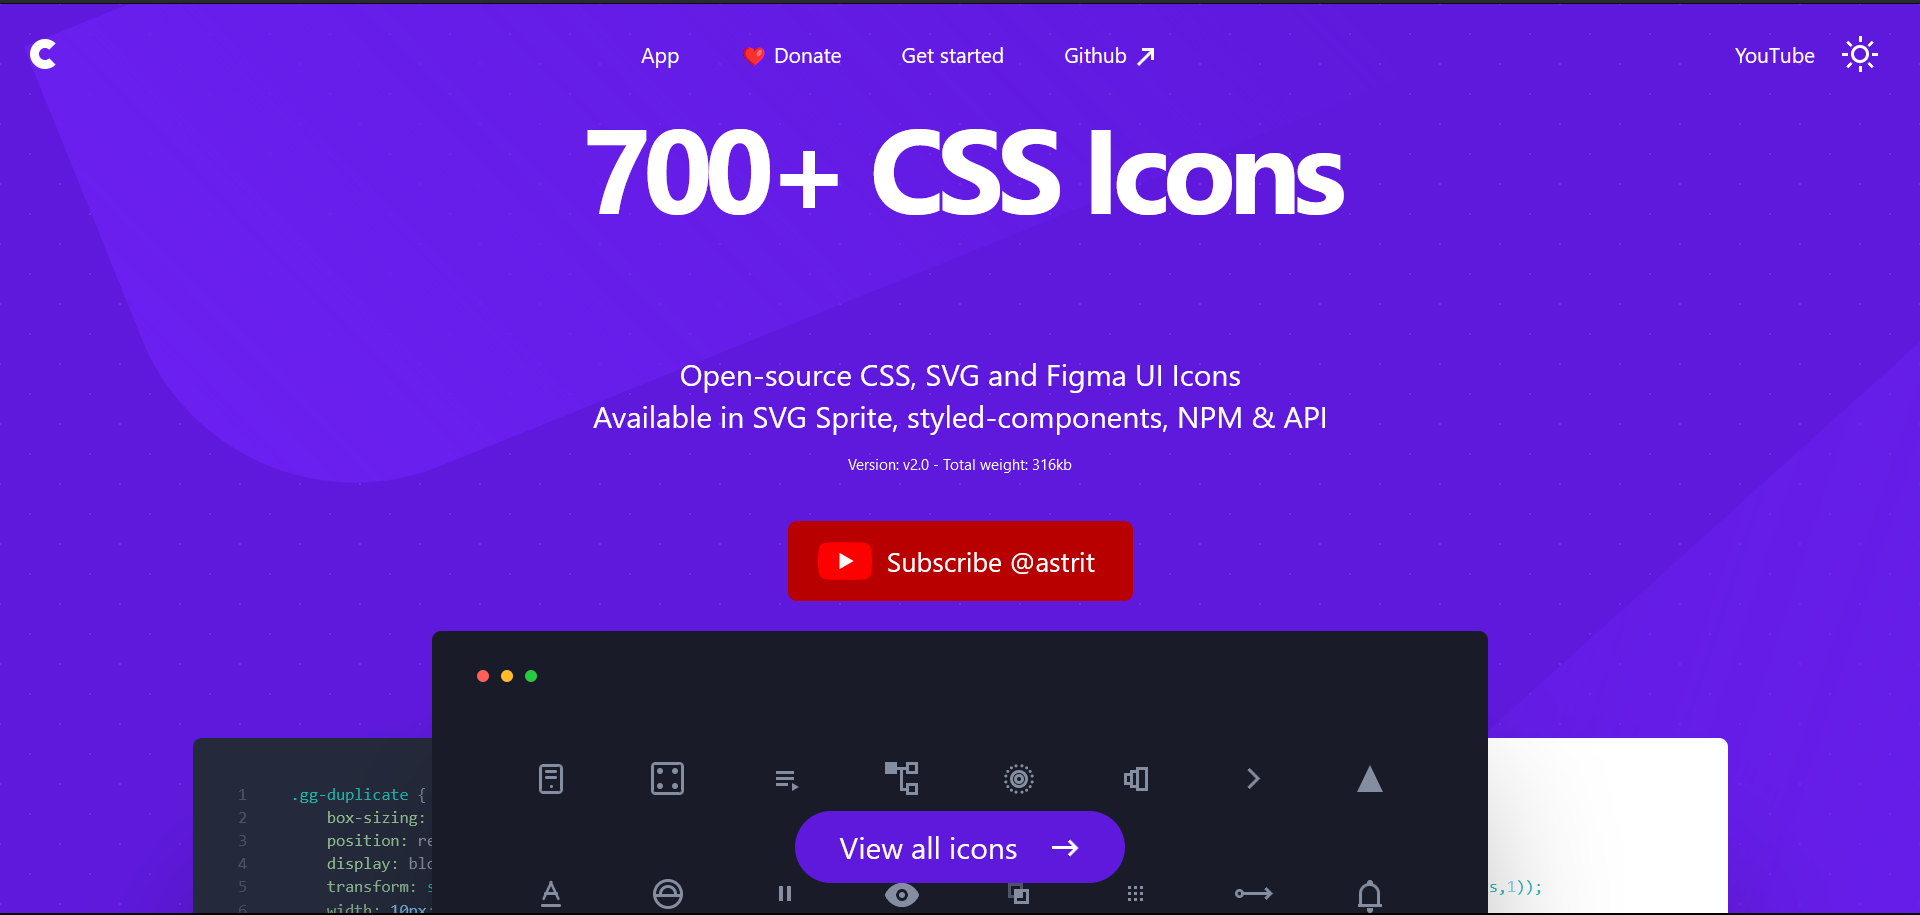 App
Donate
Get started
Github
YouTube
700+ CSS Icons
Open-source CSS, SVG and Figma UI Icons
Available in SVG Sprite, styled-components, NPM & API
Version: v2.0 - Total weight: 316kb
Subscribe @astrit
1 .gg-duplicate {
2 box-sizing:
3 position: re
4 display: blo
5 transform: s
6 width: 10px;
View all icons
s,1));